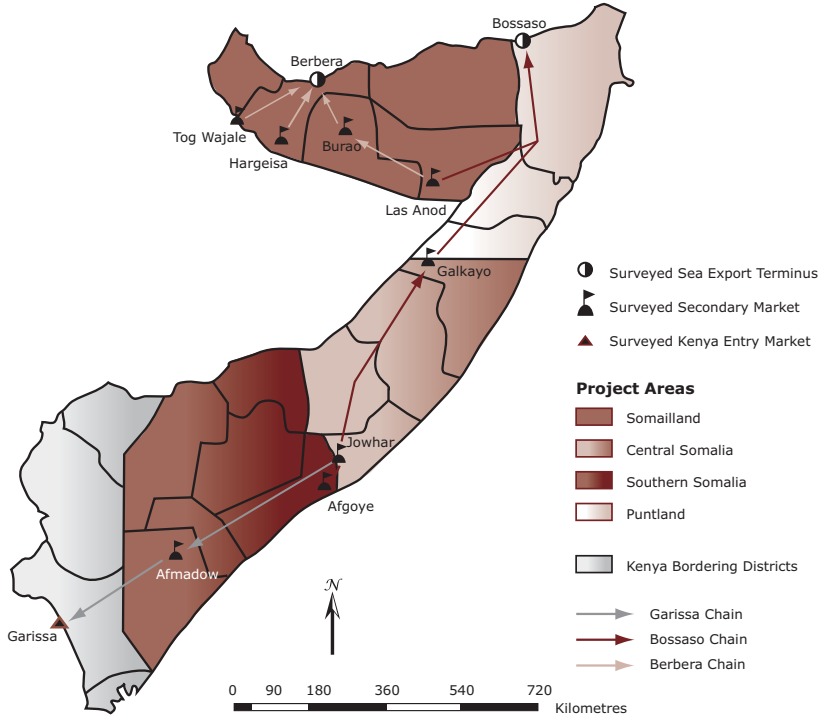 Bossaso
Berbera
Tog Wajale
Hargeisa
Burao
Las Anod
Galkayo
Surveyed Sea Export Terminus
Surveyed Secondary Market
Surveyed Kenya Entry Market
Project Areas
Somailland
Central Somalia
Southern Somalia
Puntland
Kenya Bordering Districts
Garissa Chain
Bossaso Chain
Berbera Chain
Jowhar
Afgoye
Afmadow
Garissa
N
0 90 180 360 540 720
Kilometres